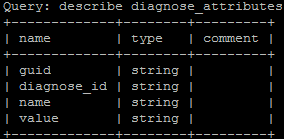 Query: describe diagnose_attributes
+-------------+--------+---------+
| name        | type   | comment |
+-------------+--------+---------+
| guid        | string |         |
| diagnose_id | string |         |
| name        | string |         |
| value       | string |         |
+-------------+--------+---------+